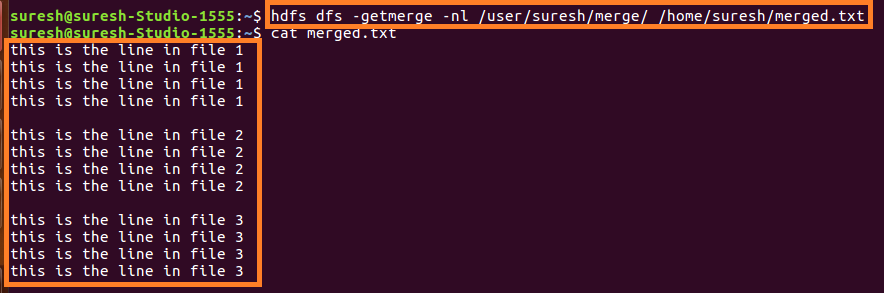 suresh@suresh-Studio-1555:~$ hdfs dfs -getmerge -nl /user/suresh/merge/ /home/suresh/merged.txt
suresh@suresh-Studio-1555:~$ cat merged.txt
this is the line in file 1
this is the line in file 1
this is the line in file 1
this is the line in file 1

this is the line in file 2
this is the line in file 2
this is the line in file 2
this is the line in file 2

this is the line in file 3
this is the line in file 3
this is the line in file 3
this is the line in file 3